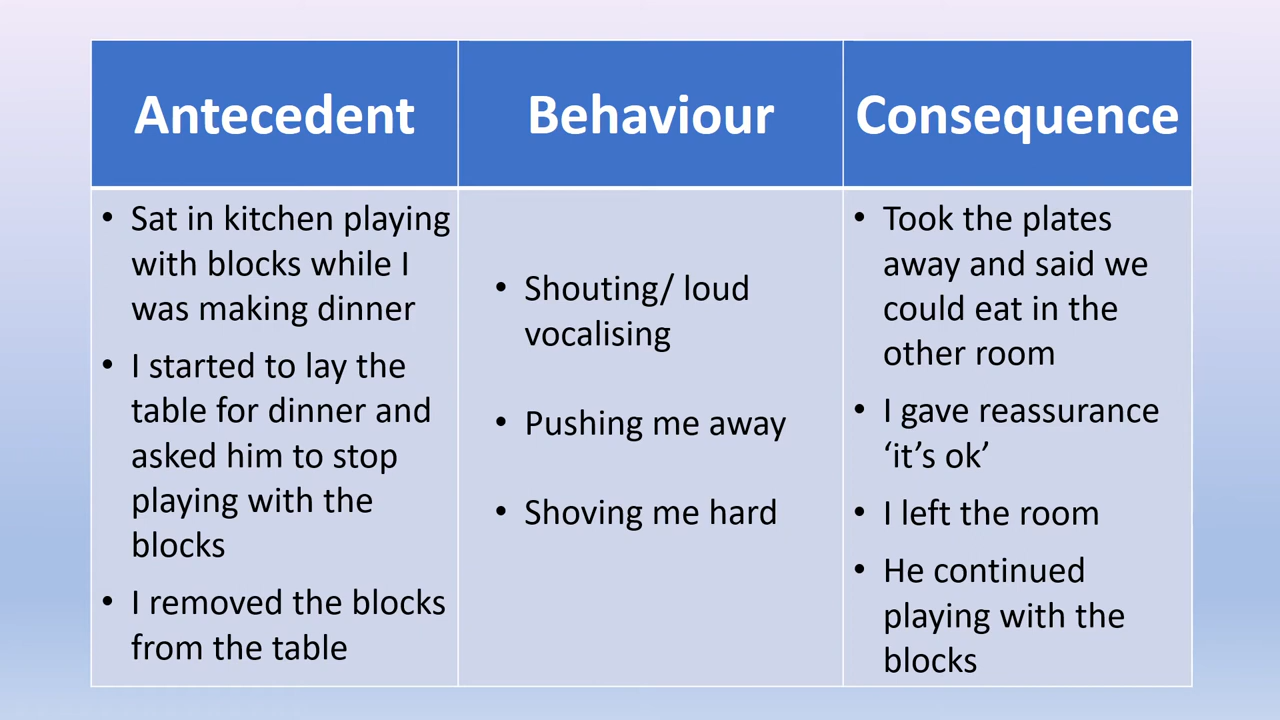 Antecedent
Behaviour
Consequence
• Sat in kitchen playing
with blocks while I
was making dinner
• I started to lay the
table for dinner and
asked him to stop
playing with the
blocks
• I removed the blocks
from the table
• Shouting/ loud
vocalising
• Pushing me away
• Shoving me hard
• Took the plates
away and said we
could eat in the
other room
• I gave reassurance
‘it’s ok’
• I left the room
• He continued
playing with the
blocks